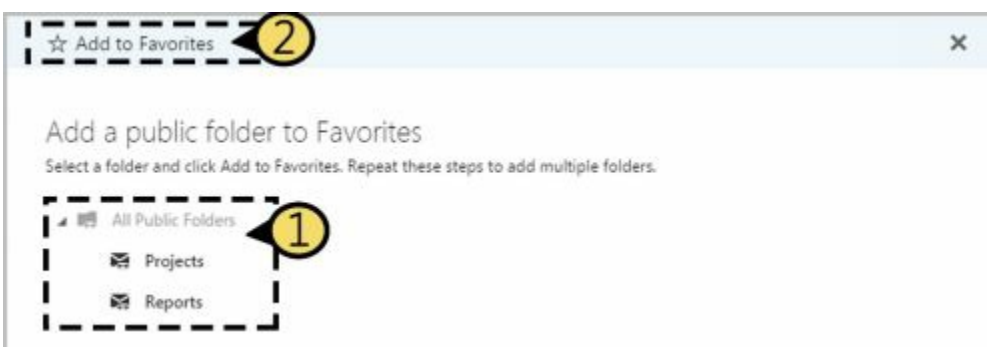 Add to Favorites
2
Add a public folder to Favorites
Select a folder and click Add to Favorites. Repeat these steps to add multiple folders.
All Public Folders
1
Projects
Reports